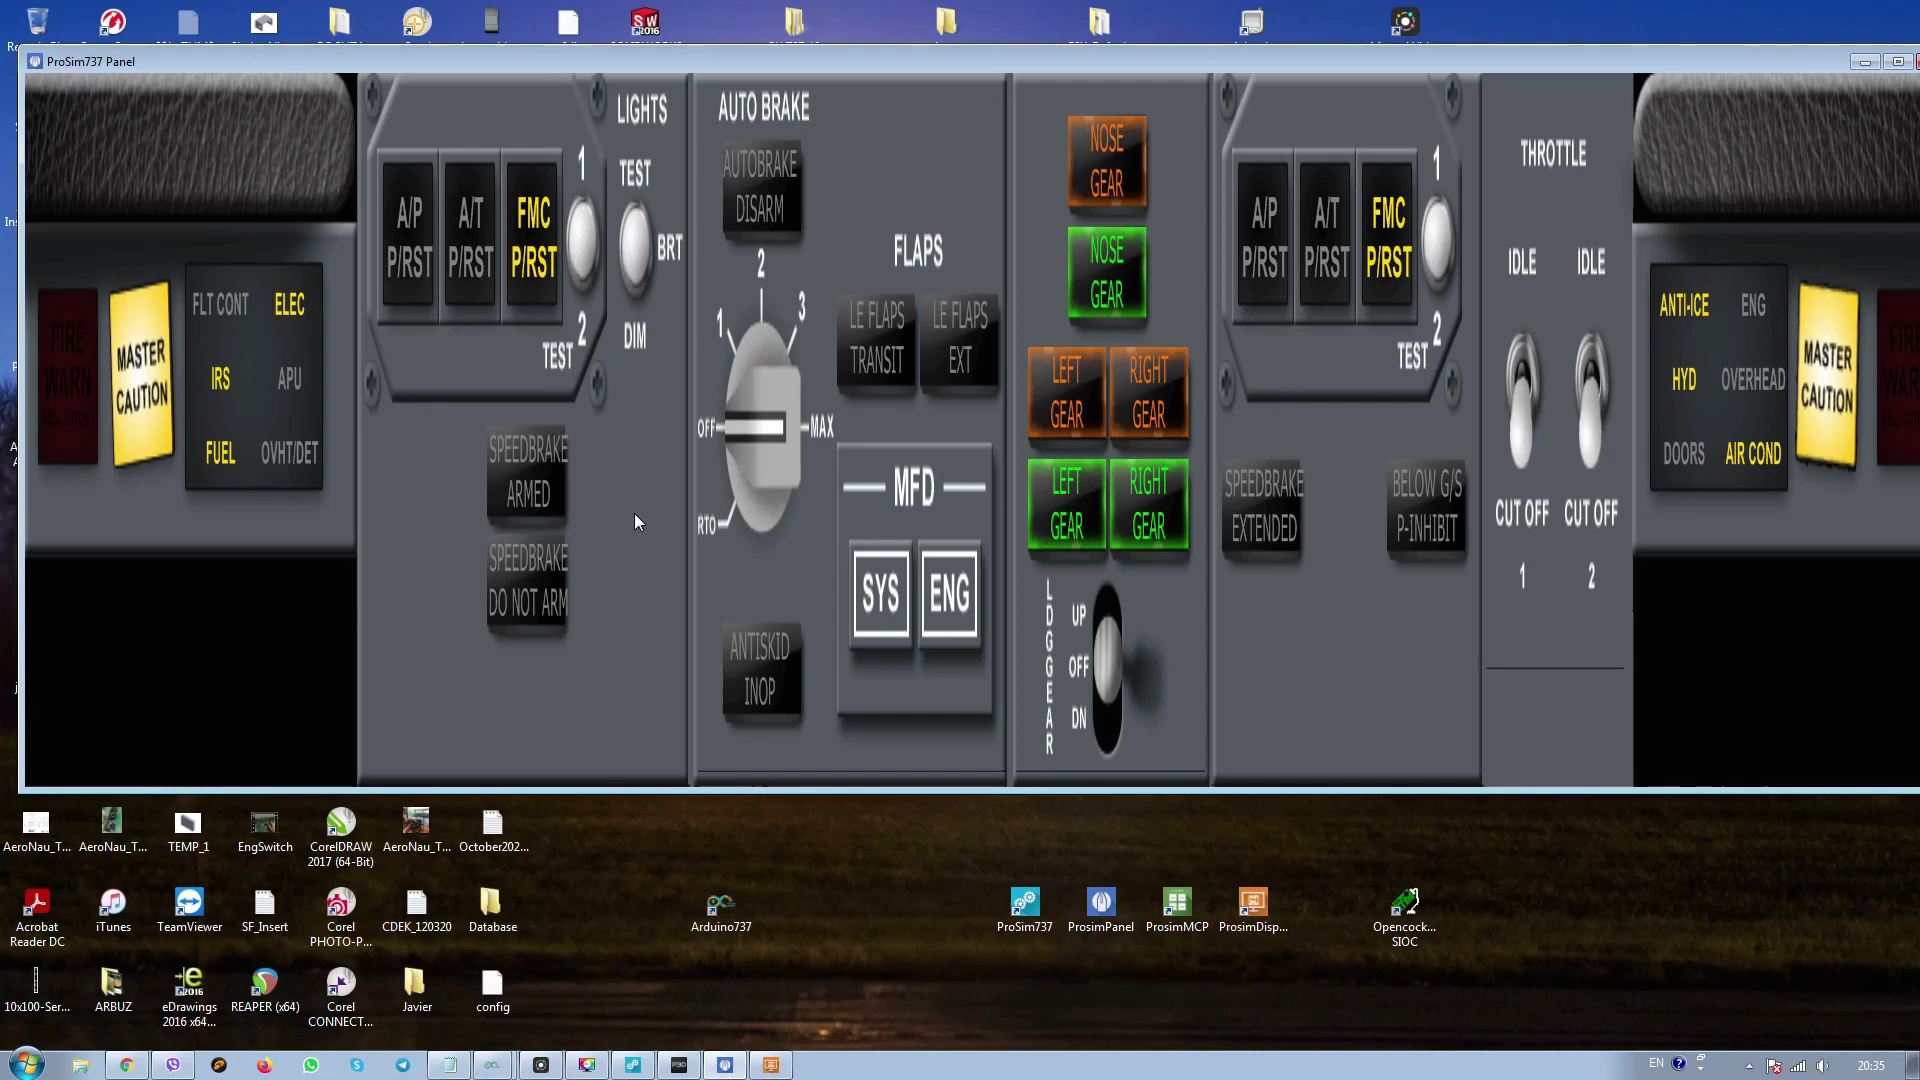 ProSim737 Panel
LIGHTS
AUTO BRAKE
TEST
BRT
DIM
A/P
P/RST
A/T
P/RST
FMC
P/RST
1
2
TEST
FIRE
WARN
MASTER
CAUTION
FLT CONT
ELEC
IRS
APU
FUEL
OVHT/DET
SPEEDBRAKE
ARMED
SPEEDBRAKE
DO NOT ARM
AUTOBRAKE
DISARM
2
1
3
OFF
MAX
RTO
ANTISKID
INOP
FLAPS
LE FLAPS
TRANSIT
LE FLAPS
EXT
MFD
SYS
ENG
NOSE
GEAR
NOSE
GEAR
LEFT
GEAR
RIGHT
GEAR
LEFT
GEAR
RIGHT
GEAR
LDGGEAR
UP
OFF
DN
A/P
P/RST
A/T
P/RST
FMC
P/RST
1
2
TEST
SPEEDBRAKE
EXTENDED
BELOW G/S
P-INHIBIT
THROTTLE
IDLE
IDLE
CUT OFF
CUT OFF
1
2
ANTI-ICE
ENG
HYD
OVERHEAD
DOORS
AIR COND
MASTER
CAUTION
AeroNau_T...
AeroNau_T...
TEMP_1
EngSwitch
CorelDRAW
2017 (64-Bit)
AeroNau_T...
October202...
Acrobat
Reader DC
iTunes
TeamViewer
SF_Insert
Corel
PHOTO-P...
CDEK_120320
Database
Arduino737
ProSim737
ProsimPanel
ProsimMCP
ProsimDisp...
Opencock...
SIOC
10x100-Ser...
ARBUZ
eDrawings
2016 x64...
REAPER (x64)
Corel
CONNECT...
Javier
config
EN
20:35